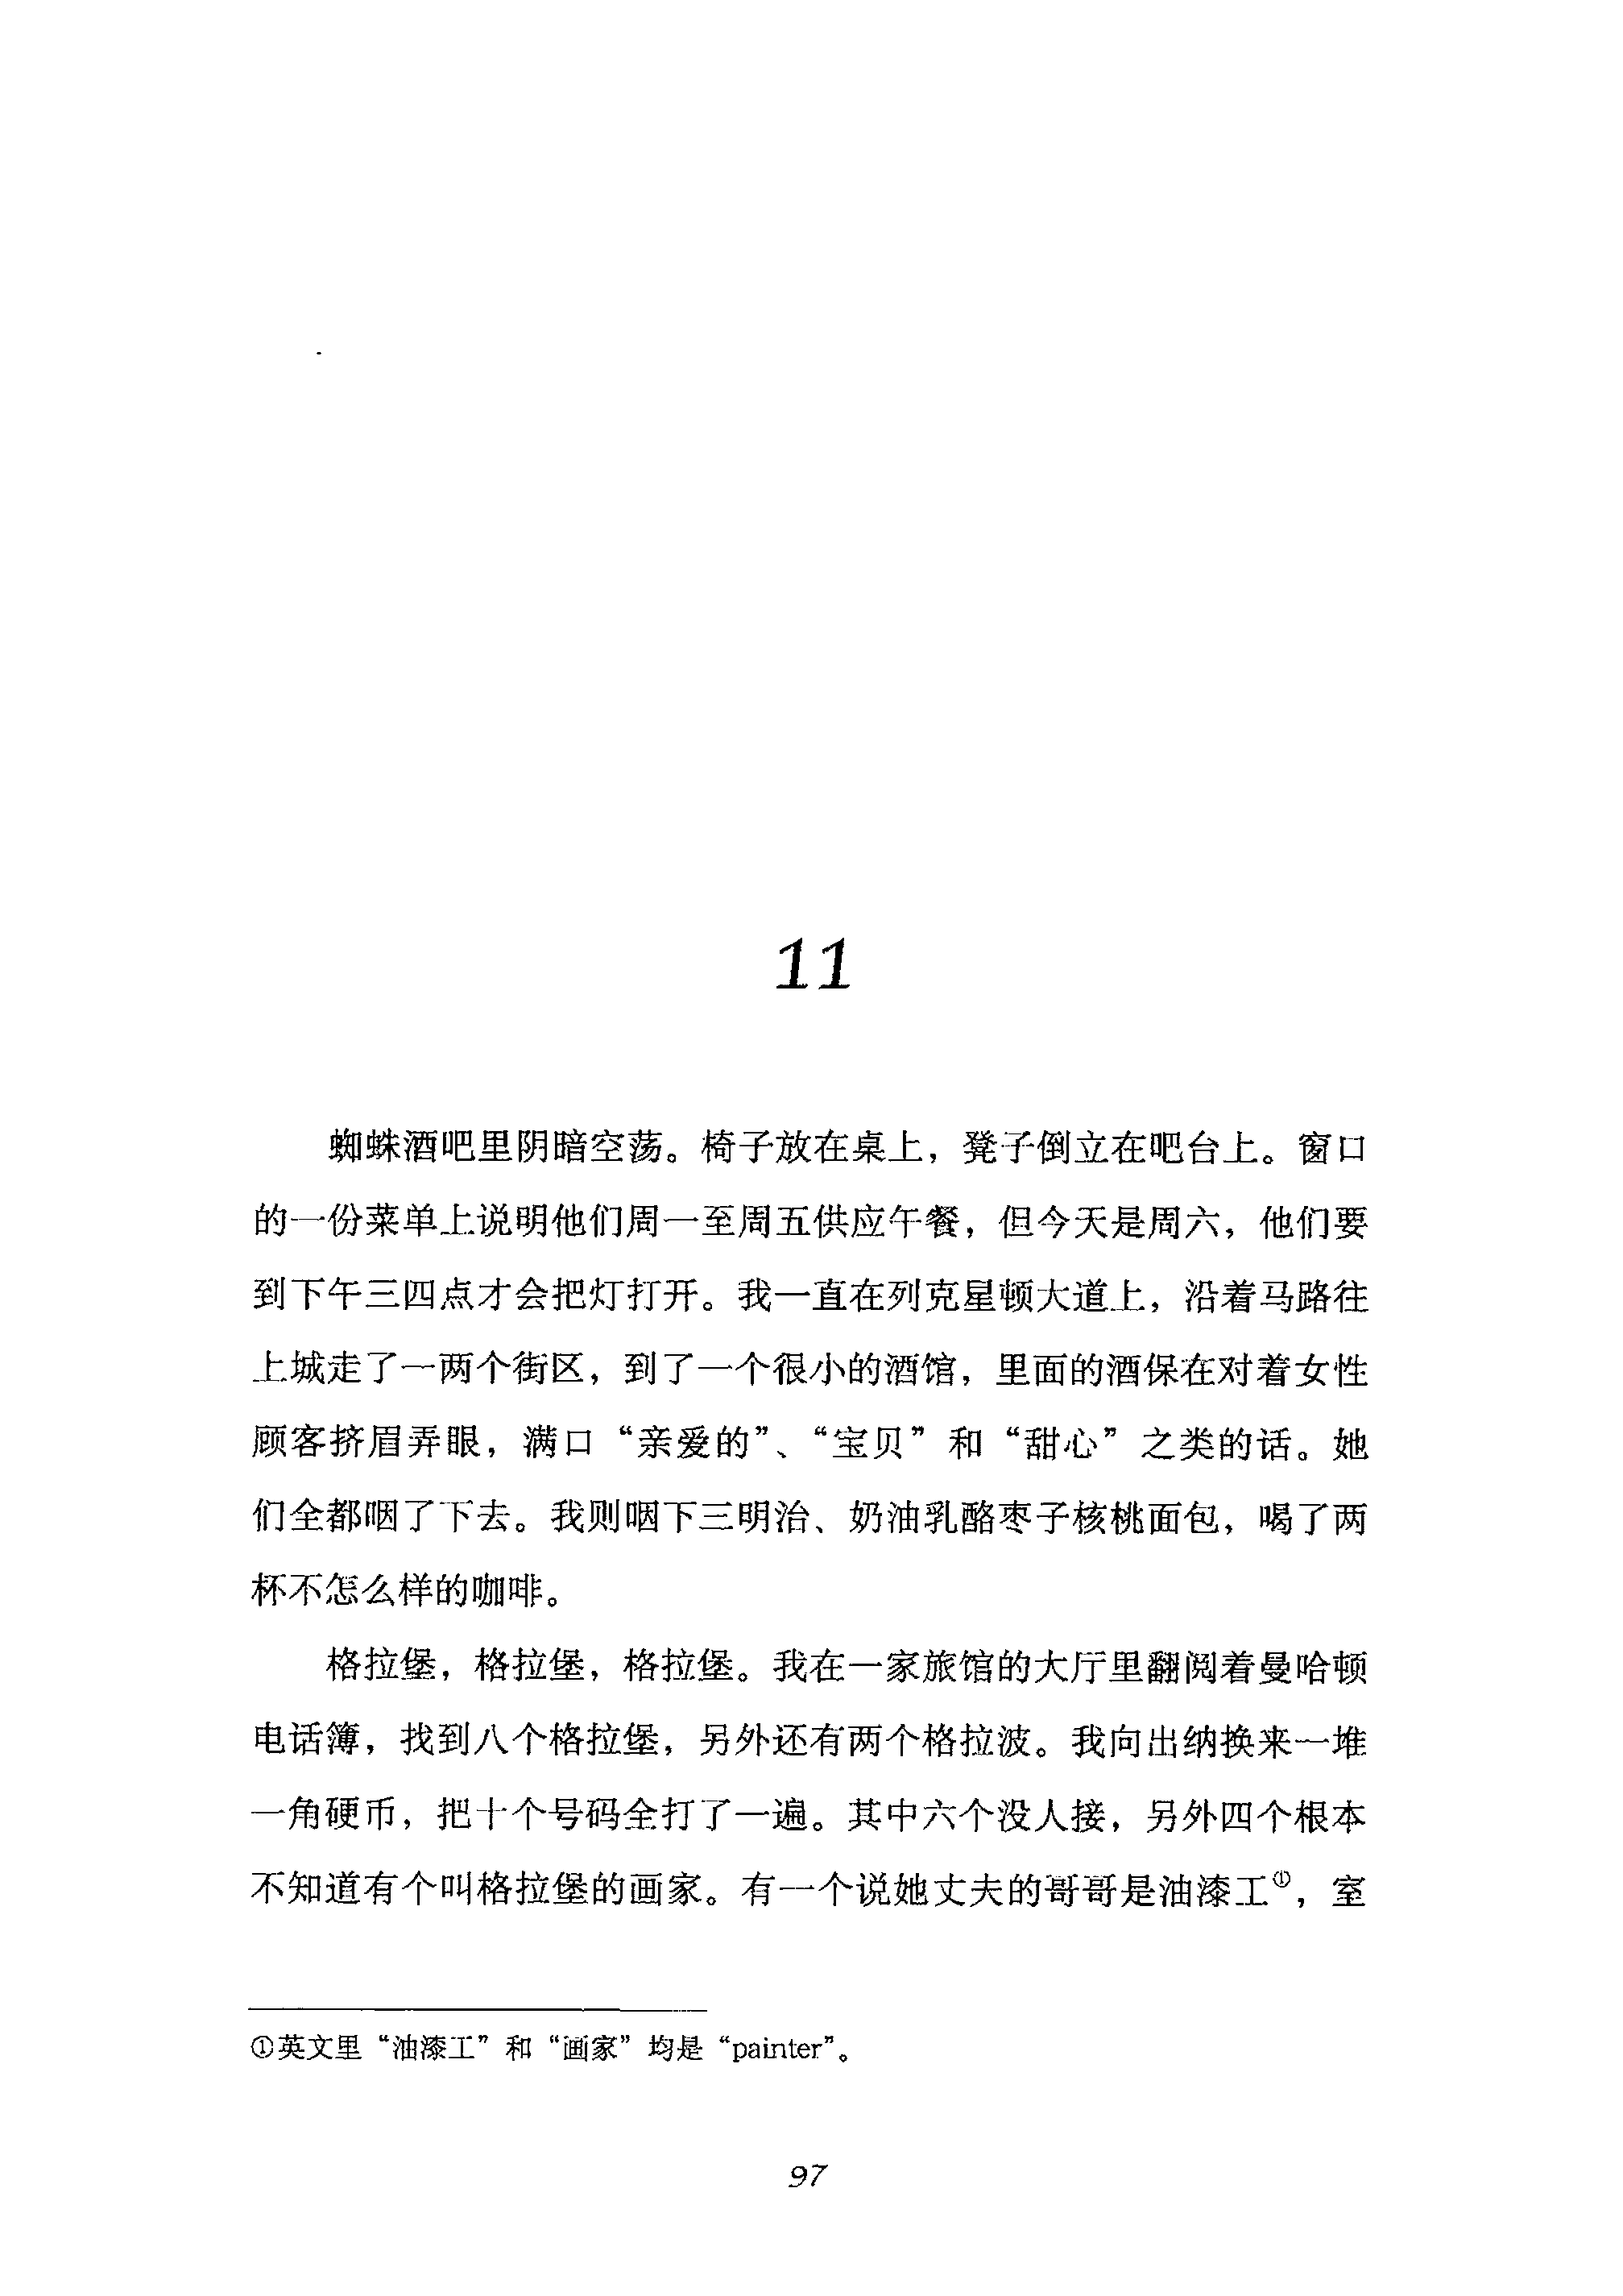 11
蜘蛛酒吧里阴暗空荡。椅子放在桌上，凳子倒立在吧台上。窗口
的一份菜单上说明他们周一至周五供应午餐，但今天是周六，他们要
到下午三四点才会把灯打开。我一直在列克星顿大道上，沿着马路往
上城走了一两个街区，到了一个很小的酒馆，里面的酒保在对着女性
顾客挤眉弄眼，满口“亲爱的”、“宝贝”和“甜心”之类的话。她
们全都咽了下去。我则咽下三明治、奶油乳酪枣子核桃面包，喝了两
杯不怎么样的咖啡。
格拉堡，格拉堡，格拉堡。我在一家旅馆的大厅里翻阅着曼哈顿
电话簿，找到八个格拉堡，另外还有两个格拉波。我向出纳换来一堆
一角硬币，把十个号码全打了一遍。其中六个没人接，另外四个根本
不知道有个叫格拉堡的画家。有一个说她丈夫的哥哥是油漆工①，室
①英文里“油漆工”和“画家”均是“painter”。
97